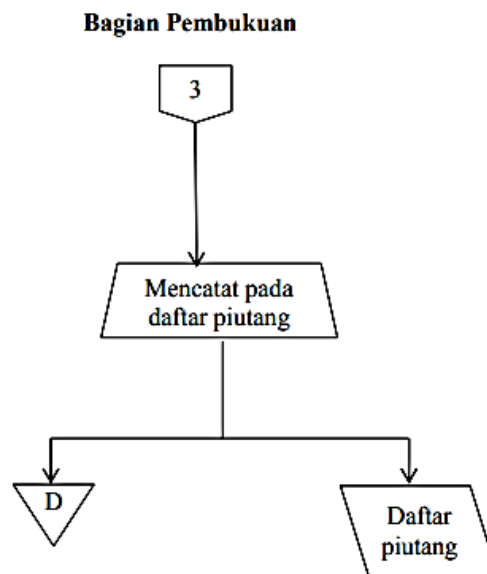 Bagian Pembukuan
3
Mencatat pada
daftar piutang
D
Daftar
piutang